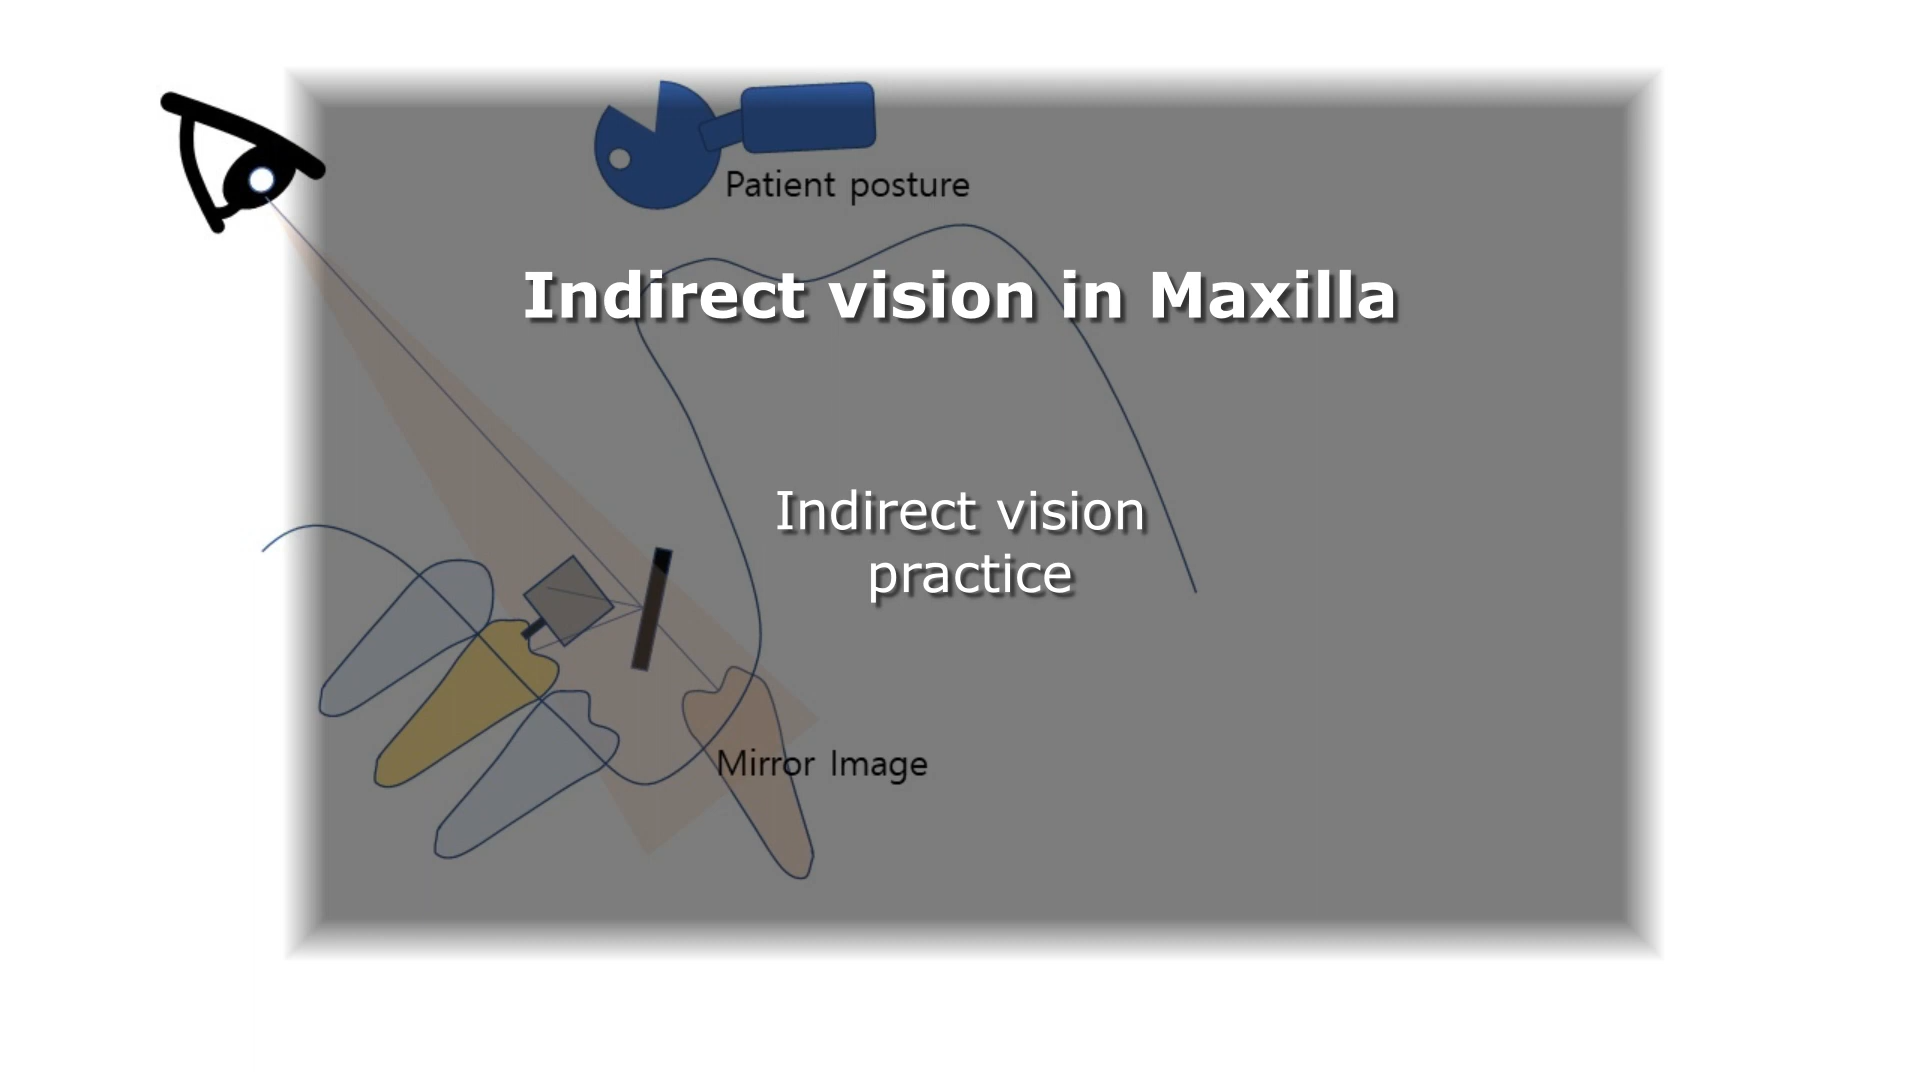 Patient posture
Indirect vision in Maxilla
Indirect vision
practice
Mirror Image